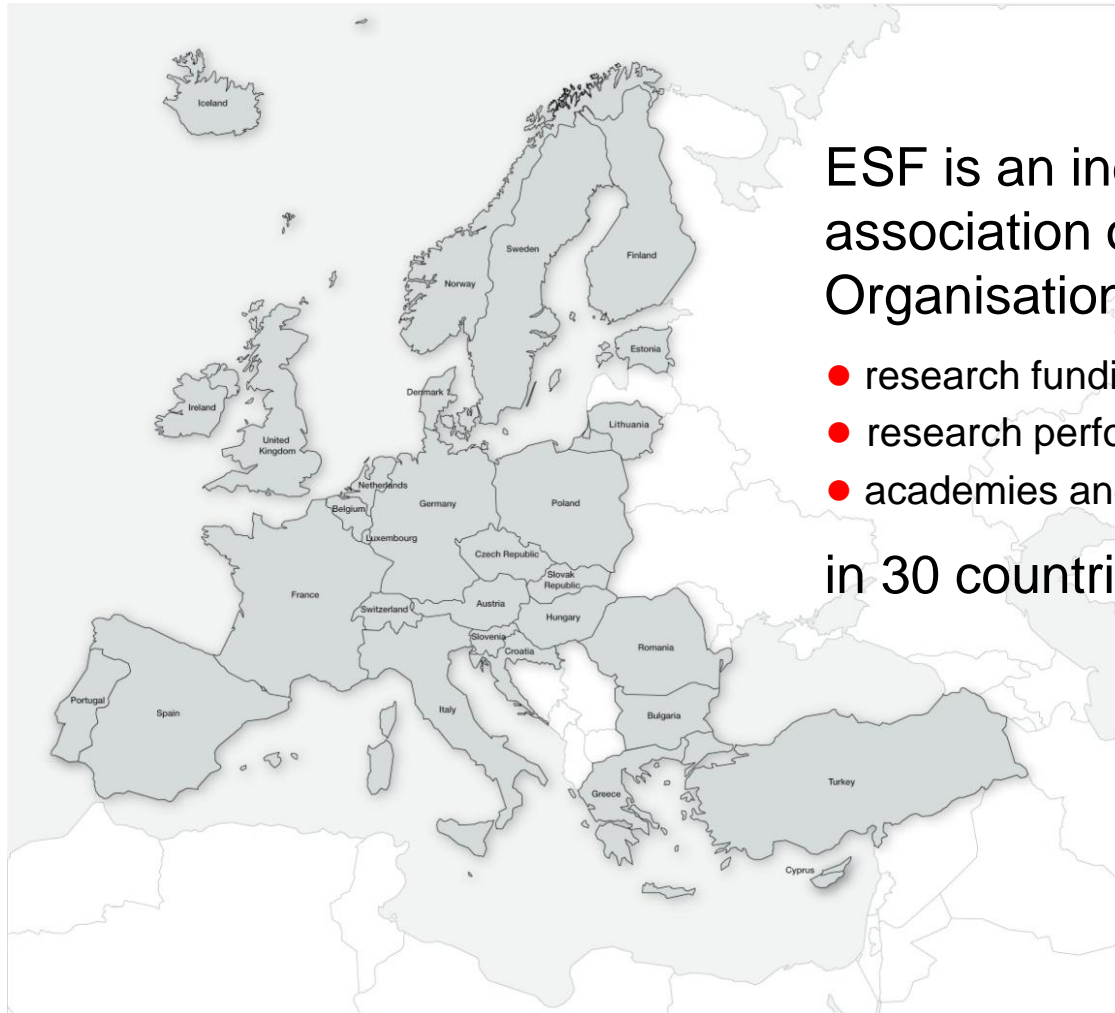 Iceland
Norway
Sweden
Finland
Estonia
Denmark
Lithuania
Ireland
United
Kingdom
Netherlands
Belgium
Germany
Poland
Luxembourg
Czech Republic
Slovak
Republic
France
Switzerland
Austria
Hungary
Slovenia
Croatia
Romania
Portugal
Spain
Italy
Bulgaria
Greece
Turkey
Cyprus
ESF is an
association
Organisation
● research fundi
● research perfo
● academies an
in 30 countri